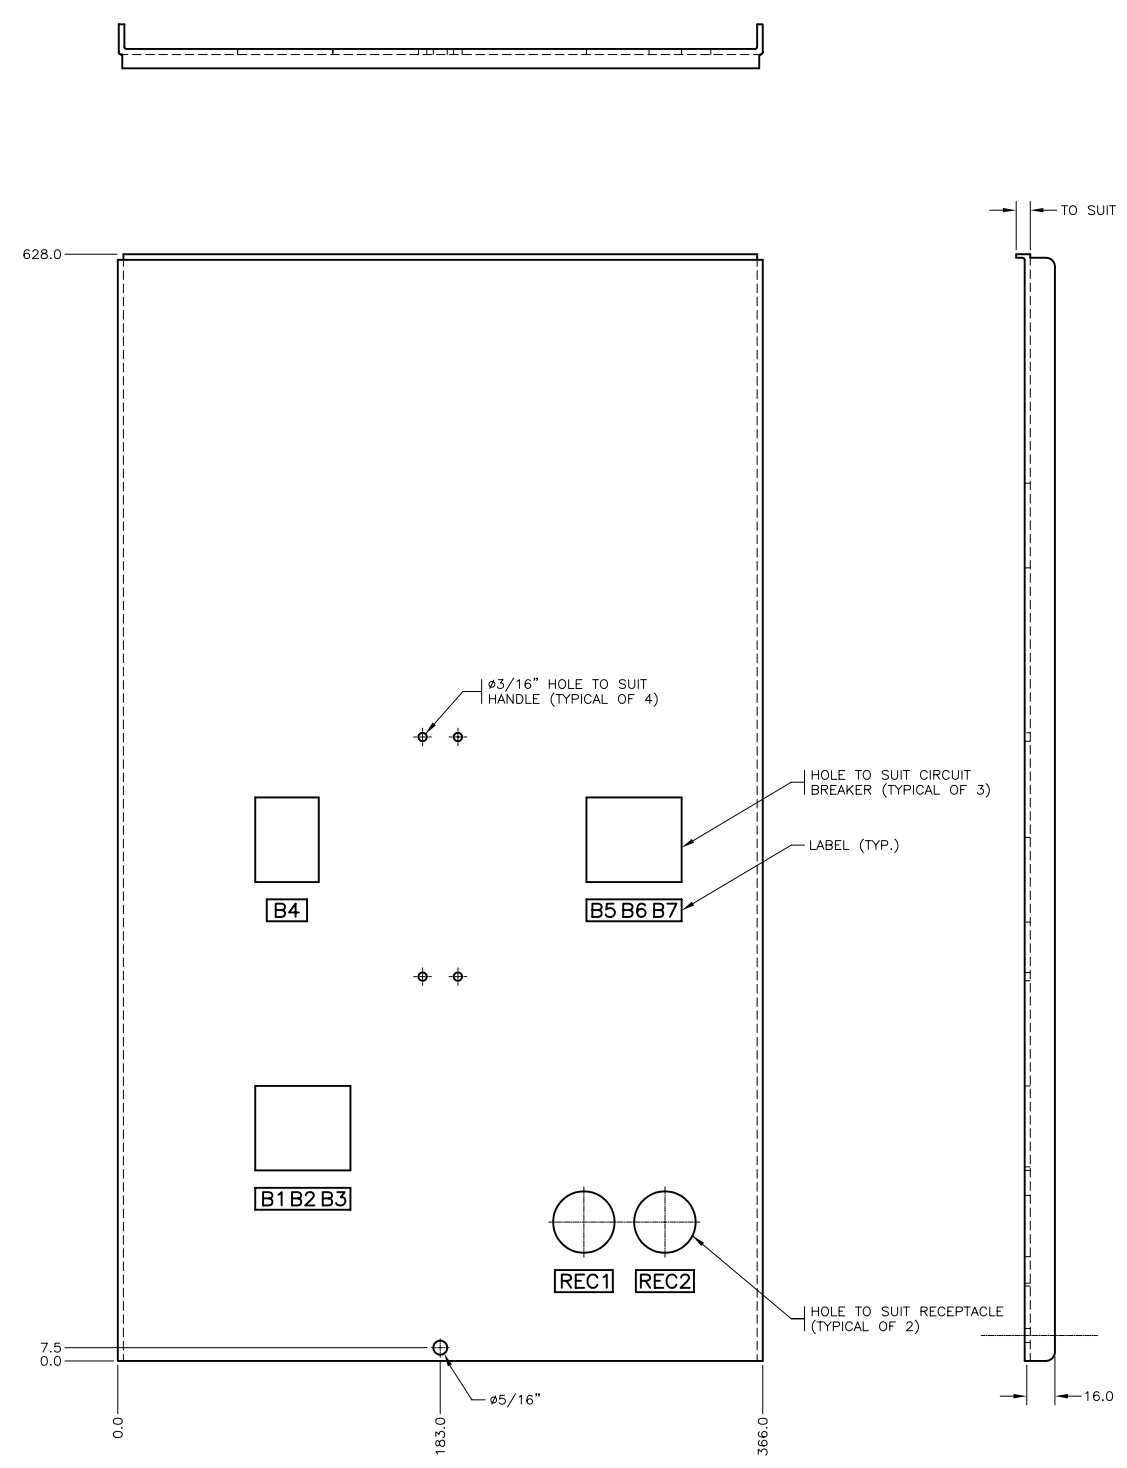 TO SUIT
628.0
ø3/16” HOLE TO SUIT
HANDLE (TYPICAL OF 4)
HOLE TO SUIT CIRCUIT
BREAKER (TYPICAL OF 3)
LABEL (TYP.)
B4
B5 B6 B7
B1 B2 B3
REC1
REC2
HOLE TO SUIT RECEPTACLE
(TYPICAL OF 2)
7.5
0.0
ø5/16”
16.0
0.0
183.0
366.0